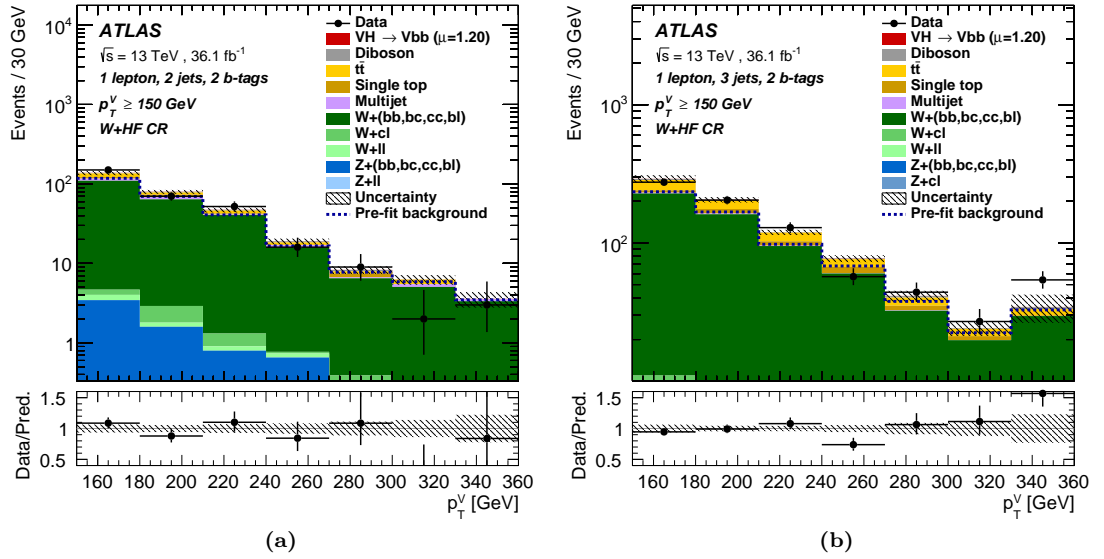 Events / 30 GeV
10⁴
10³
10²
10
1
ATLAS
√s = 13 TeV , 36.1 fb⁻¹
1 lepton, 2 jets, 2 b-tags
p_T^V ≥ 150 GeV
W+HF CR
Data
VH → Vbb (μ=1.20)
Diboson
tt̄
Single top
Multijet
W+(bb,bc,cc,bl)
W+cl
W+ll
Z+(bb,bc,cc,bl)
Z+ll
Uncertainty
Pre-fit background
Data/Pred.
1.5
1
0.5
160 180 200 220 240 260 280 300 320 340 360
p_T^V [GeV]
(a)
Events / 30 GeV
10³
10²
ATLAS
√s = 13 TeV , 36.1 fb⁻¹
1 lepton, 3 jets, 2 b-tags
p_T^V ≥ 150 GeV
W+HF CR
Data
VH → Vbb (μ=1.20)
Diboson
tt̄
Single top
Multijet
W+(bb,bc,cc,bl)
W+cl
W+ll
Z+(bb,bc,cc,bl)
Z+cl
Uncertainty
Pre-fit background
Data/Pred.
1.5
1
0.5
160 180 200 220 240 260 280 300 320 340 360
p_T^V [GeV]
(b)